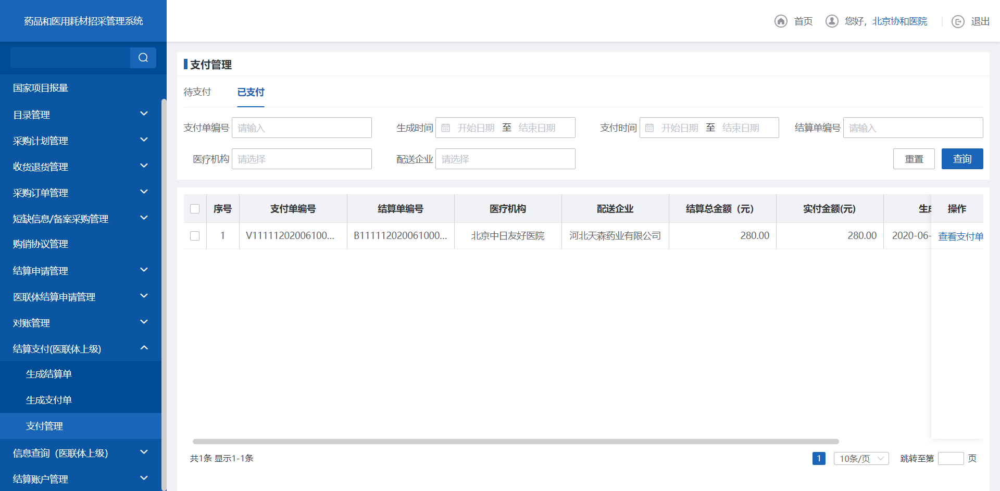 药品和医用耗材招采管理系统
首页 您好，北京协和医院 退出
国家项目报量
目录管理
采购计划管理
收货退货管理
采购订单管理
短缺信息/备案采购管理
购销协议管理
结算申请管理
医联体结算申请管理
对账管理
结算支付(医联体上级)
生成结算单
生成支付单
支付管理
信息查询（医联体上级）
结算账户管理
支付管理
待支付 已支付
支付单编号 请输入 生成时间 开始日期 至 结束日期 支付时间 开始日期 至 结束日期 结算单编号 请输入
医疗机构 请选择 配送企业 请选择 重置 查询
序号 支付单编号 结算单编号 医疗机构 配送企业 结算总金额（元） 实付金额(元) 生成 操作
1 V11111202006100... B111112020061000... 北京中日友好医院 河北天森药业有限公司 280.00 280.00 2020-06- 查看支付单
共1条 显示1-1条 1 10条/页 跳转至第 页